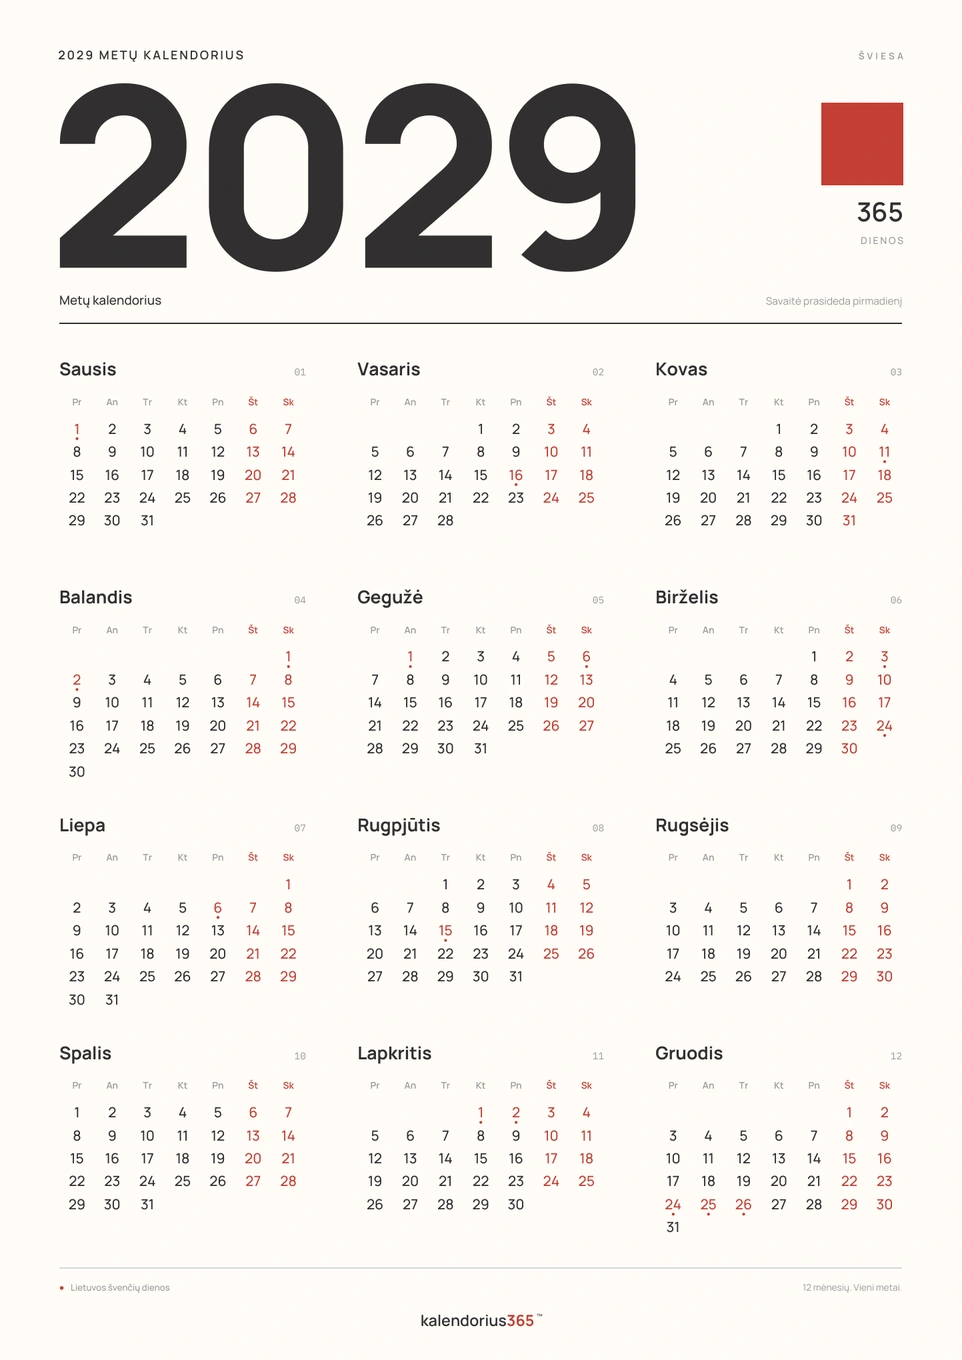 2029 METŲ KALENDORIUS
ŠVIESA
2029
365
DIENOS
Metų kalendorius
Savaitė prasideda pirmadienį
Sausis 01
Pr An Tr Kt Pn Št Sk
1 2 3 4 5 6 7
8 9 10 11 12 13 14
15 16 17 18 19 20 21
22 23 24 25 26 27 28
29 30 31
Vasaris 02
Pr An Tr Kt Pn Št Sk
1 2 3 4
5 6 7 8 9 10 11
12 13 14 15 16 17 18
19 20 21 22 23 24 25
26 27 28
Kovas 03
Pr An Tr Kt Pn Št Sk
1 2 3 4
5 6 7 8 9 10 11
12 13 14 15 16 17 18
19 20 21 22 23 24 25
26 27 28 29 30 31
Balandis 04
Pr An Tr Kt Pn Št Sk
1
2 3 4 5 6 7 8
9 10 11 12 13 14 15
16 17 18 19 20 21 22
23 24 25 26 27 28 29
30
Gegužė 05
Pr An Tr Kt Pn Št Sk
1 2 3 4 5 6
7 8 9 10 11 12 13
14 15 16 17 18 19 20
21 22 23 24 25 26 27
28 29 30 31
Birželis 06
Pr An Tr Kt Pn Št Sk
1 2 3
4 5 6 7 8 9 10
11 12 13 14 15 16 17
18 19 20 21 22 23 24
25 26 27 28 29 30
Liepa 07
Pr An Tr Kt Pn Št Sk
1
2 3 4 5 6 7 8
9 10 11 12 13 14 15
16 17 18 19 20 21 22
23 24 25 26 27 28 29
30 31
Rugpjūtis 08
Pr An Tr Kt Pn Št Sk
1 2 3 4 5
6 7 8 9 10 11 12
13 14 15 16 17 18 19
20 21 22 23 24 25 26
27 28 29 30 31
Rugsėjis 09
Pr An Tr Kt Pn Št Sk
1 2
3 4 5 6 7 8 9
10 11 12 13 14 15 16
17 18 19 20 21 22 23
24 25 26 27 28 29 30
Spalis 10
Pr An Tr Kt Pn Št Sk
1 2 3 4 5 6 7
8 9 10 11 12 13 14
15 16 17 18 19 20 21
22 23 24 25 26 27 28
29 30 31
Lapkritis 11
Pr An Tr Kt Pn Št Sk
1 2 3 4
5 6 7 8 9 10 11
12 13 14 15 16 17 18
19 20 21 22 23 24 25
26 27 28 29 30
Gruodis 12
Pr An Tr Kt Pn Št Sk
1 2
3 4 5 6 7 8 9
10 11 12 13 14 15 16
17 18 19 20 21 22 23
24 25 26 27 28 29 30
31
Lietuvos švenčių dienos
12 mėnesių. Vieni metai.
kalendorius365™